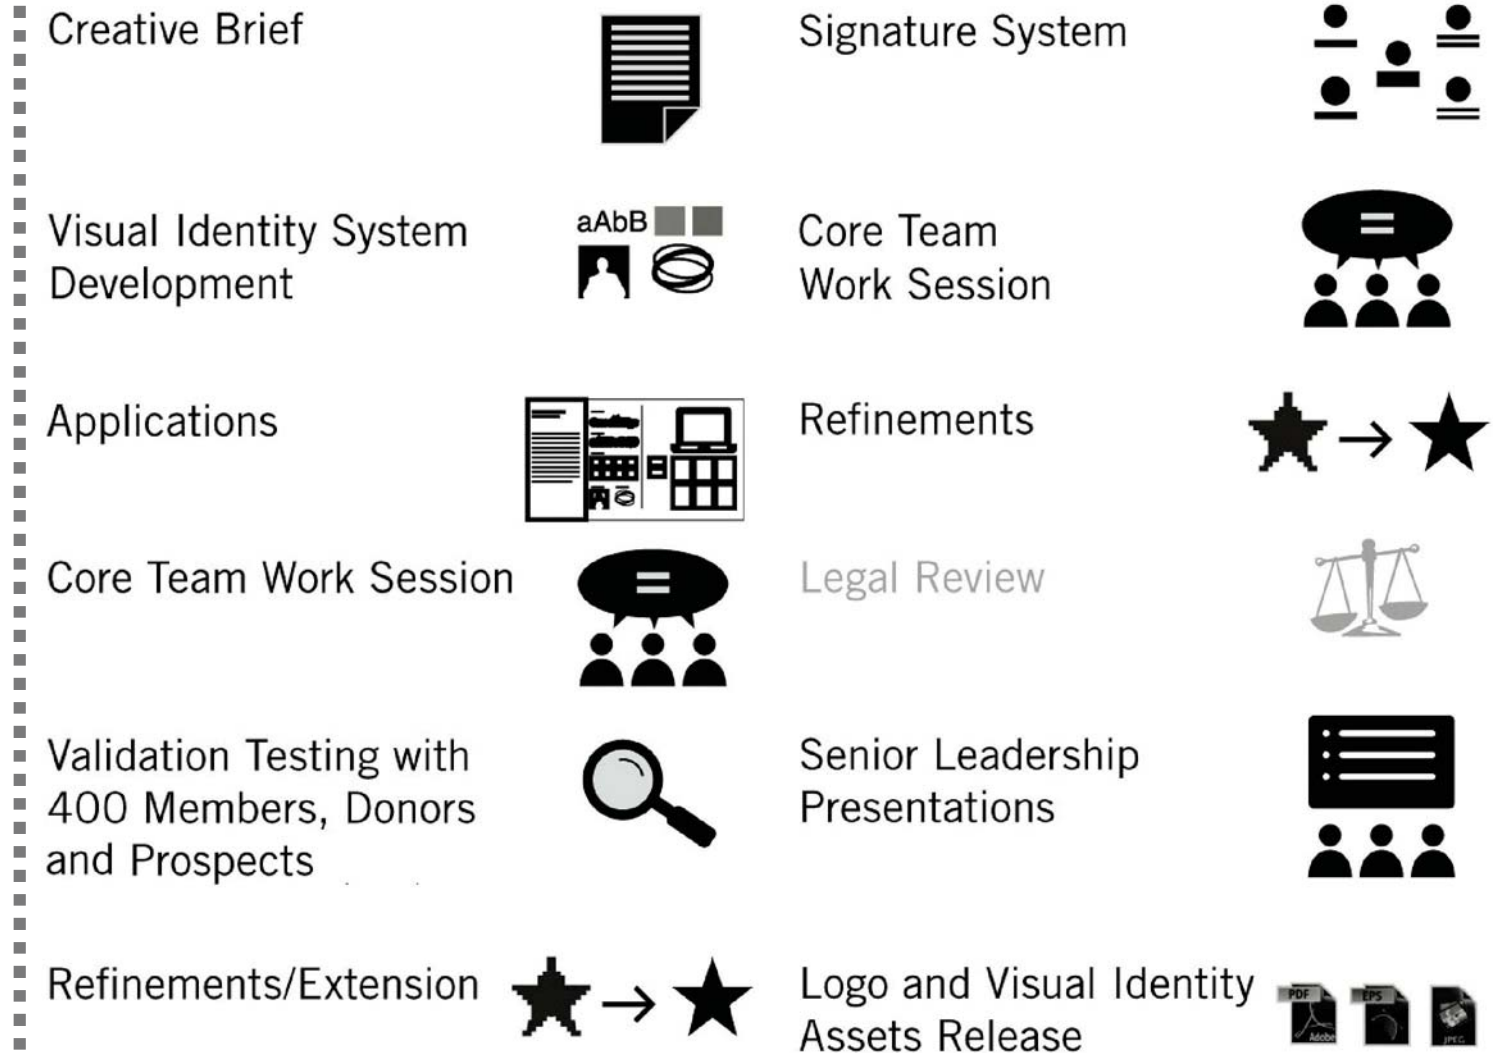 Creative Brief
Visual Identity System
Development
aAbB
Applications
Core Team Work Session
Validation Testing with
400 Members, Donors
and Prospects
Refinements/Extension
Signature System
Core Team
Work Session
Refinements
Legal Review
Senior Leadership
Presentations
Logo and Visual Identity
Assets Release
PDF
Adobe
EPS
JPEG